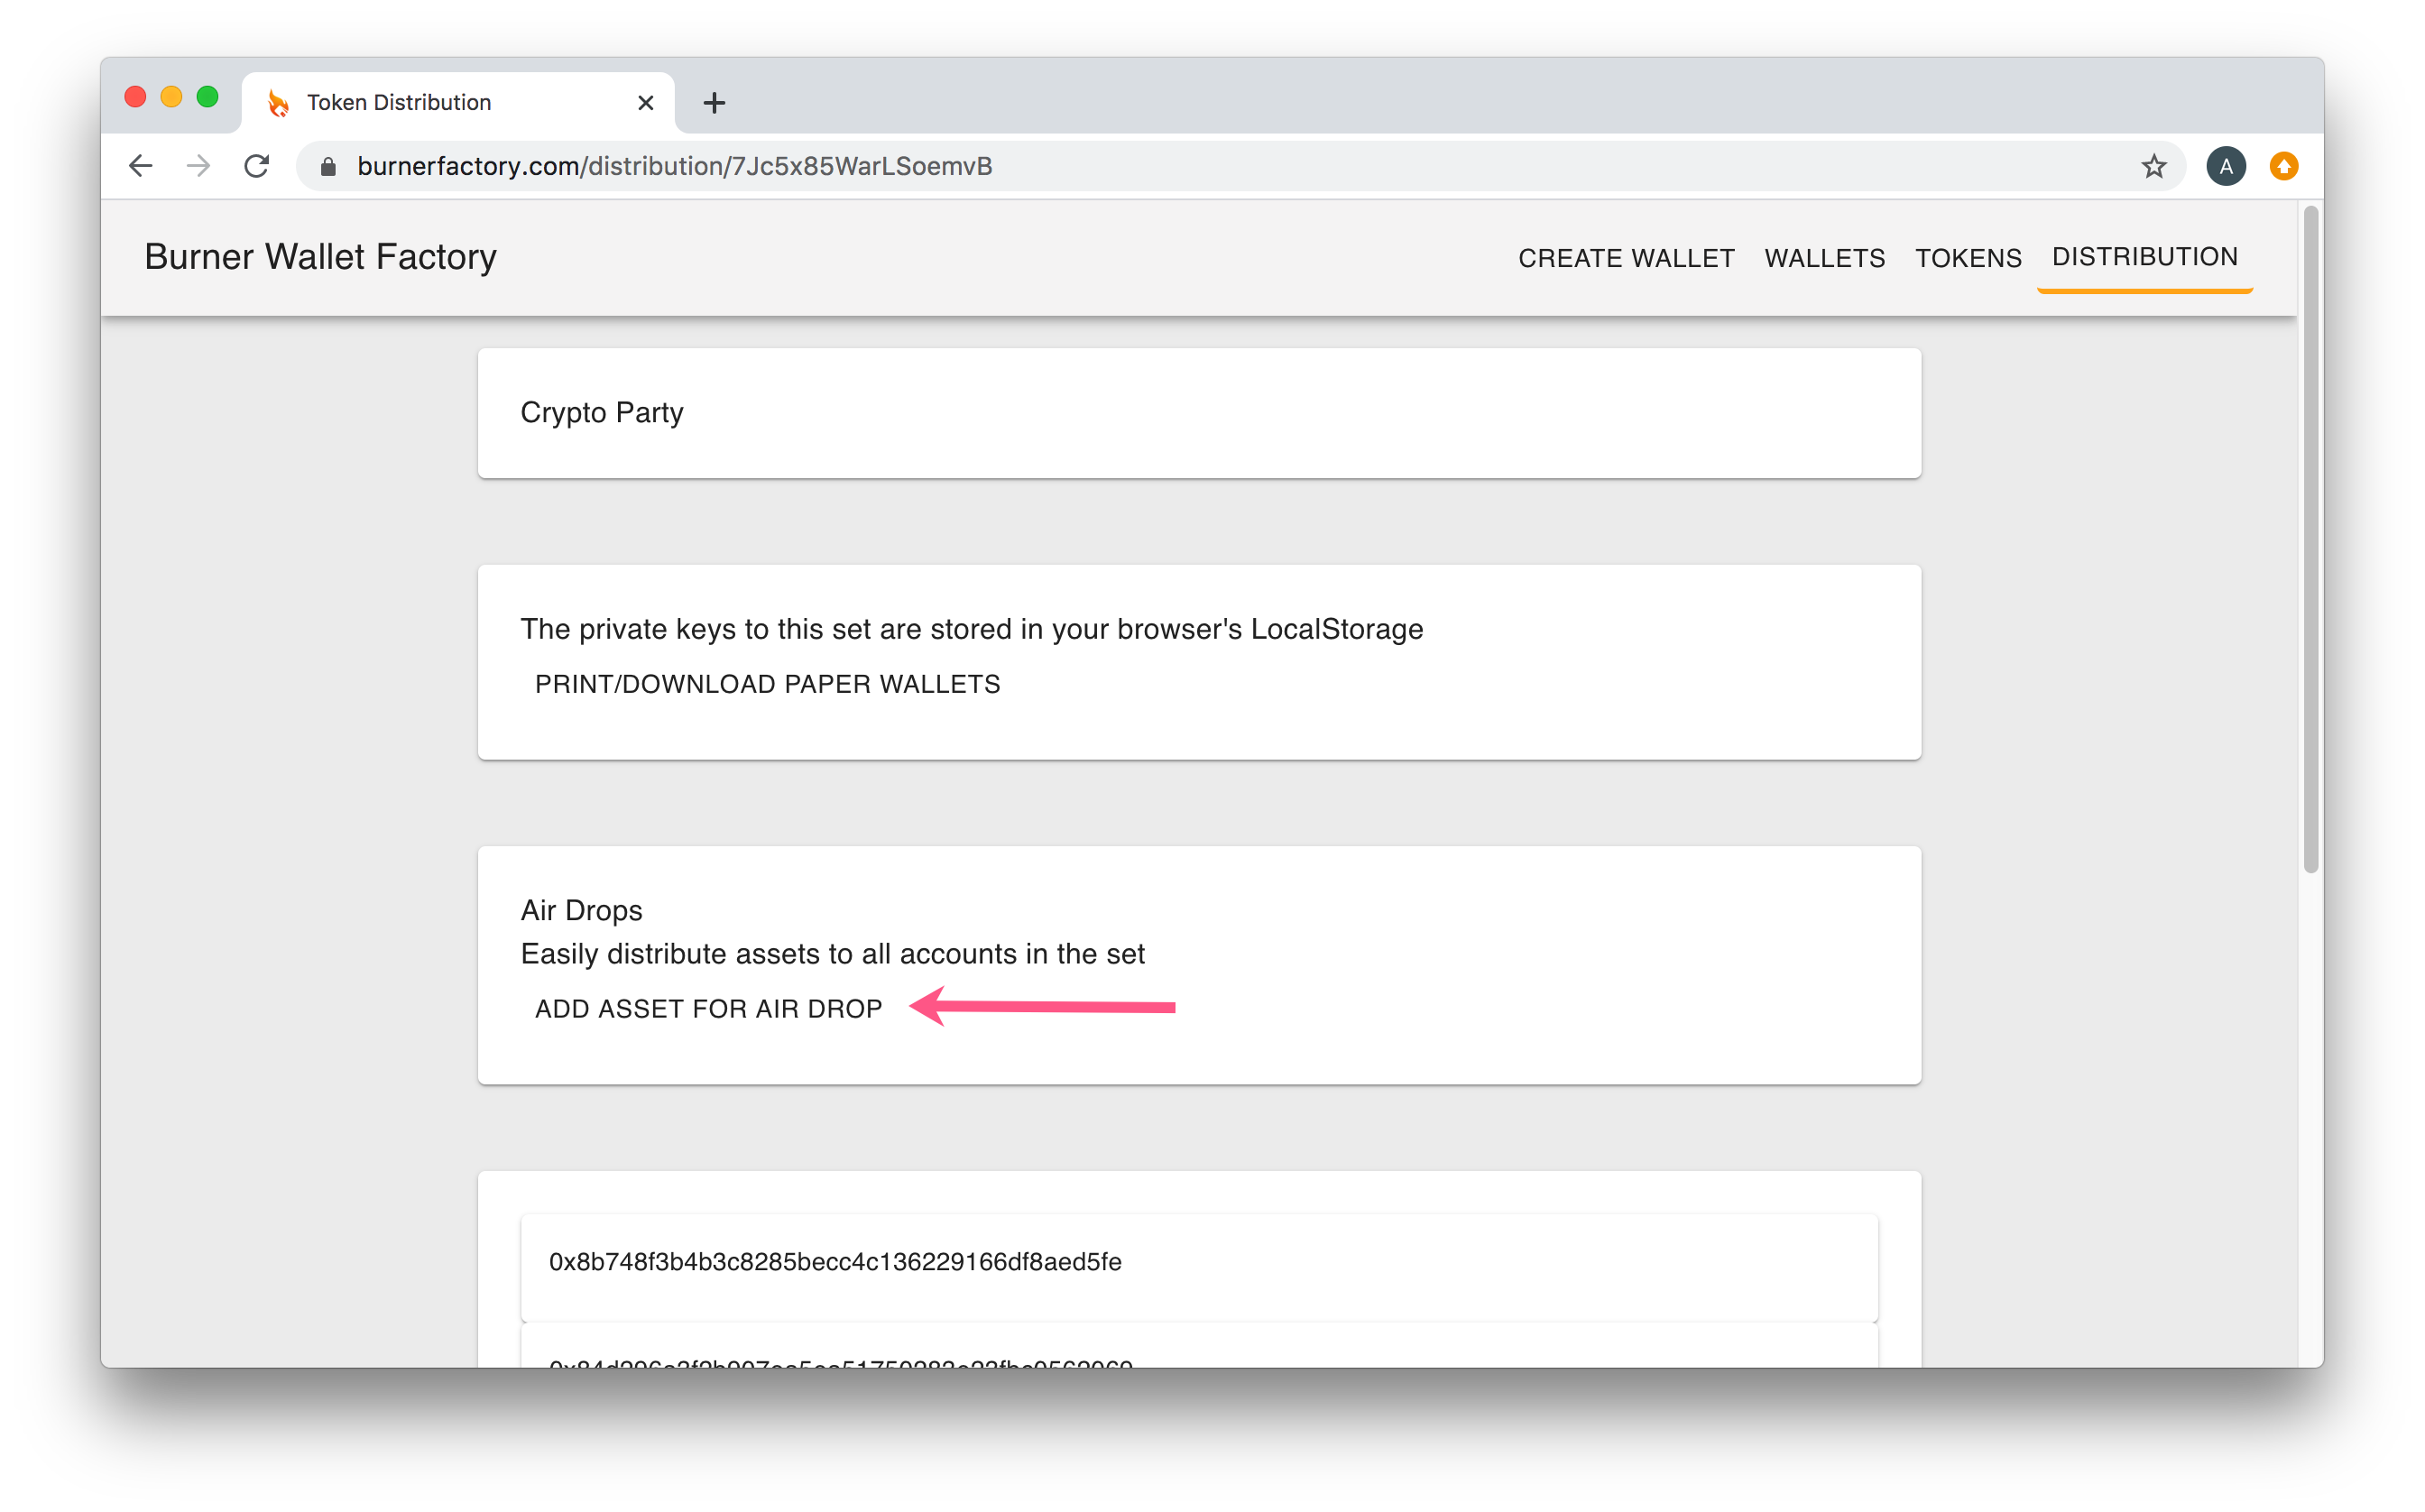 Token Distribution
burnerfactory.com/distribution/7Jc5x85WarLSoemvB
A
Burner Wallet Factory
CREATE WALLET WALLETS TOKENS DISTRIBUTION
Crypto Party
The private keys to this set are stored in your browser's LocalStorage
PRINT/DOWNLOAD PAPER WALLETS
Air Drops
Easily distribute assets to all accounts in the set
ADD ASSET FOR AIR DROP
0x8b748f3b4b3c8285becc4c136229166df8aed5fe